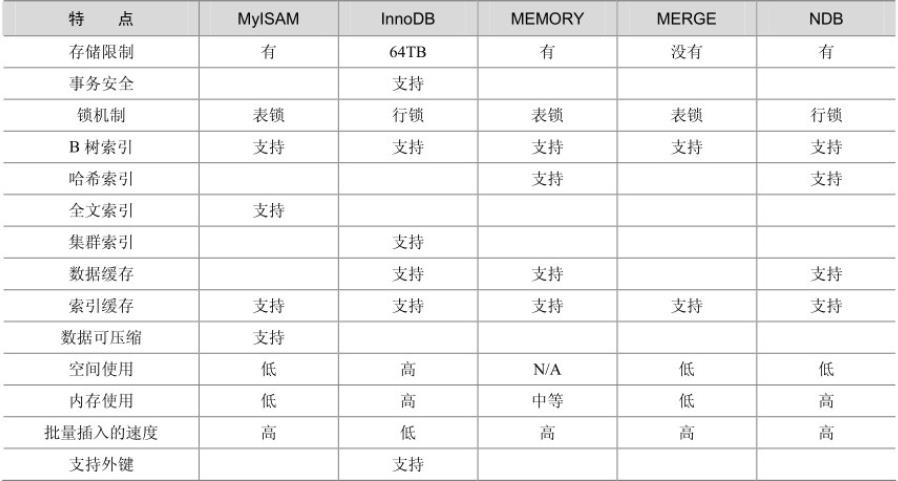 特 点 MyISAM InnoDB MEMORY MERGE NDB
存储限制 有 64TB 有 没有 有
事务安全 支持
锁机制 表锁 行锁 表锁 表锁 行锁
B 树索引 支持 支持 支持 支持 支持
哈希索引 支持 支持
全文索引 支持
集群索引 支持
数据缓存 支持 支持 支持
索引缓存 支持 支持 支持 支持 支持
数据可压缩 支持
空间使用 低 高 N/A 低 低
内存使用 低 高 中等 低 高
批量插入的速度 高 低 高 高 高
支持外键 支持